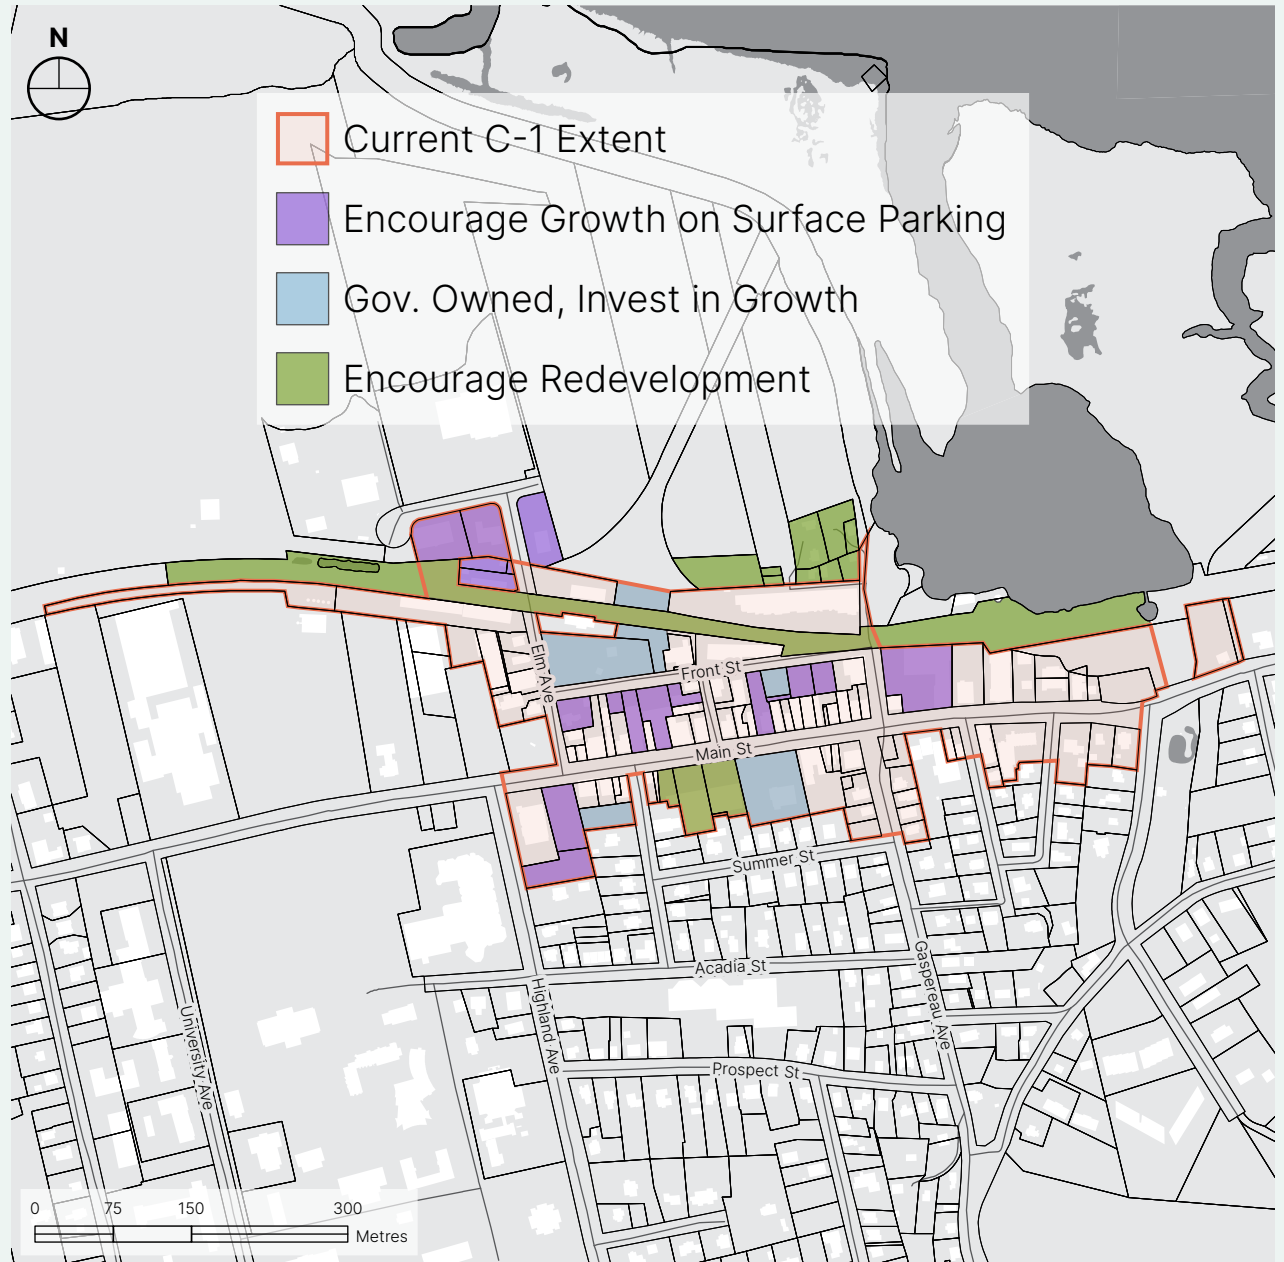 N
Current C-1 Extent
Encourage Growth on Surface Parking
Gov. Owned, Invest in Growth
Encourage Redevelopment
Elm Ave
Front St
Main St
Summer St
Acadia St
Gaspereau Ave
Highland Ave
University Ave
Prospect St
0 75 150 300
Metres